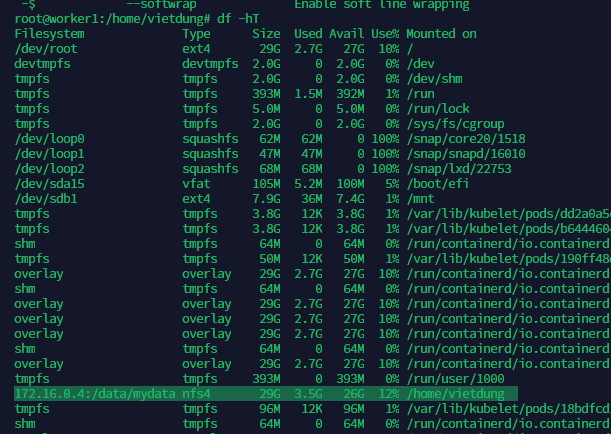 -$ --softwrap Enable soft line wrapping
root@worker1:/home/vietdung# df -hT
Filesystem Type Size Used Avail Use% Mounted on
/dev/root ext4 29G 2.7G 27G 10% /
devtmpfs devtmpfs 2.0G 0 2.0G 0% /dev
tmpfs tmpfs 2.0G 0 2.0G 0% /dev/shm
tmpfs tmpfs 393M 1.5M 392M 1% /run
tmpfs tmpfs 5.0M 0 5.0M 0% /run/lock
tmpfs tmpfs 2.0G 0 2.0G 0% /sys/fs/cgroup
/dev/loop0 squashfs 62M 62M 0 100% /snap/core20/1518
/dev/loop1 squashfs 47M 47M 0 100% /snap/snapd/16010
/dev/loop2 squashfs 68M 68M 0 100% /snap/lxd/22753
/dev/sda15 vfat 105M 5.2M 100M 5% /boot/efi
/dev/sdb1 ext4 7.9G 36M 7.4G 1% /mnt
tmpfs tmpfs 3.8G 12K 3.8G 1% /var/lib/kubelet/pods/dd2a0a5
tmpfs tmpfs 3.8G 12K 3.8G 1% /var/lib/kubelet/pods/b644460
shm tmpfs 64M 0 64M 0% /run/containerd/io.containerd
tmpfs tmpfs 50M 12K 50M 1% /var/lib/kubelet/pods/190ff48
overlay overlay 29G 2.7G 27G 10% /run/containerd/io.containerd
shm tmpfs 64M 0 64M 0% /run/containerd/io.containerd
overlay overlay 29G 2.7G 27G 10% /run/containerd/io.containerd
overlay overlay 29G 2.7G 27G 10% /run/containerd/io.containerd
overlay overlay 29G 2.7G 27G 10% /run/containerd/io.containerd
shm tmpfs 64M 0 64M 0% /run/containerd/io.containerd
overlay overlay 29G 2.7G 27G 10% /run/containerd/io.containerd
tmpfs tmpfs 393M 0 393M 0% /run/user/1000
172.16.0.4:/data/mydata nfs4 29G 3.5G 26G 12% /home/vietdung
tmpfs tmpfs 96M 12K 96M 1% /var/lib/kubelet/pods/18bdfcd
shm tmpfs 64M 0 64M 0% /run/containerd/io.containerd